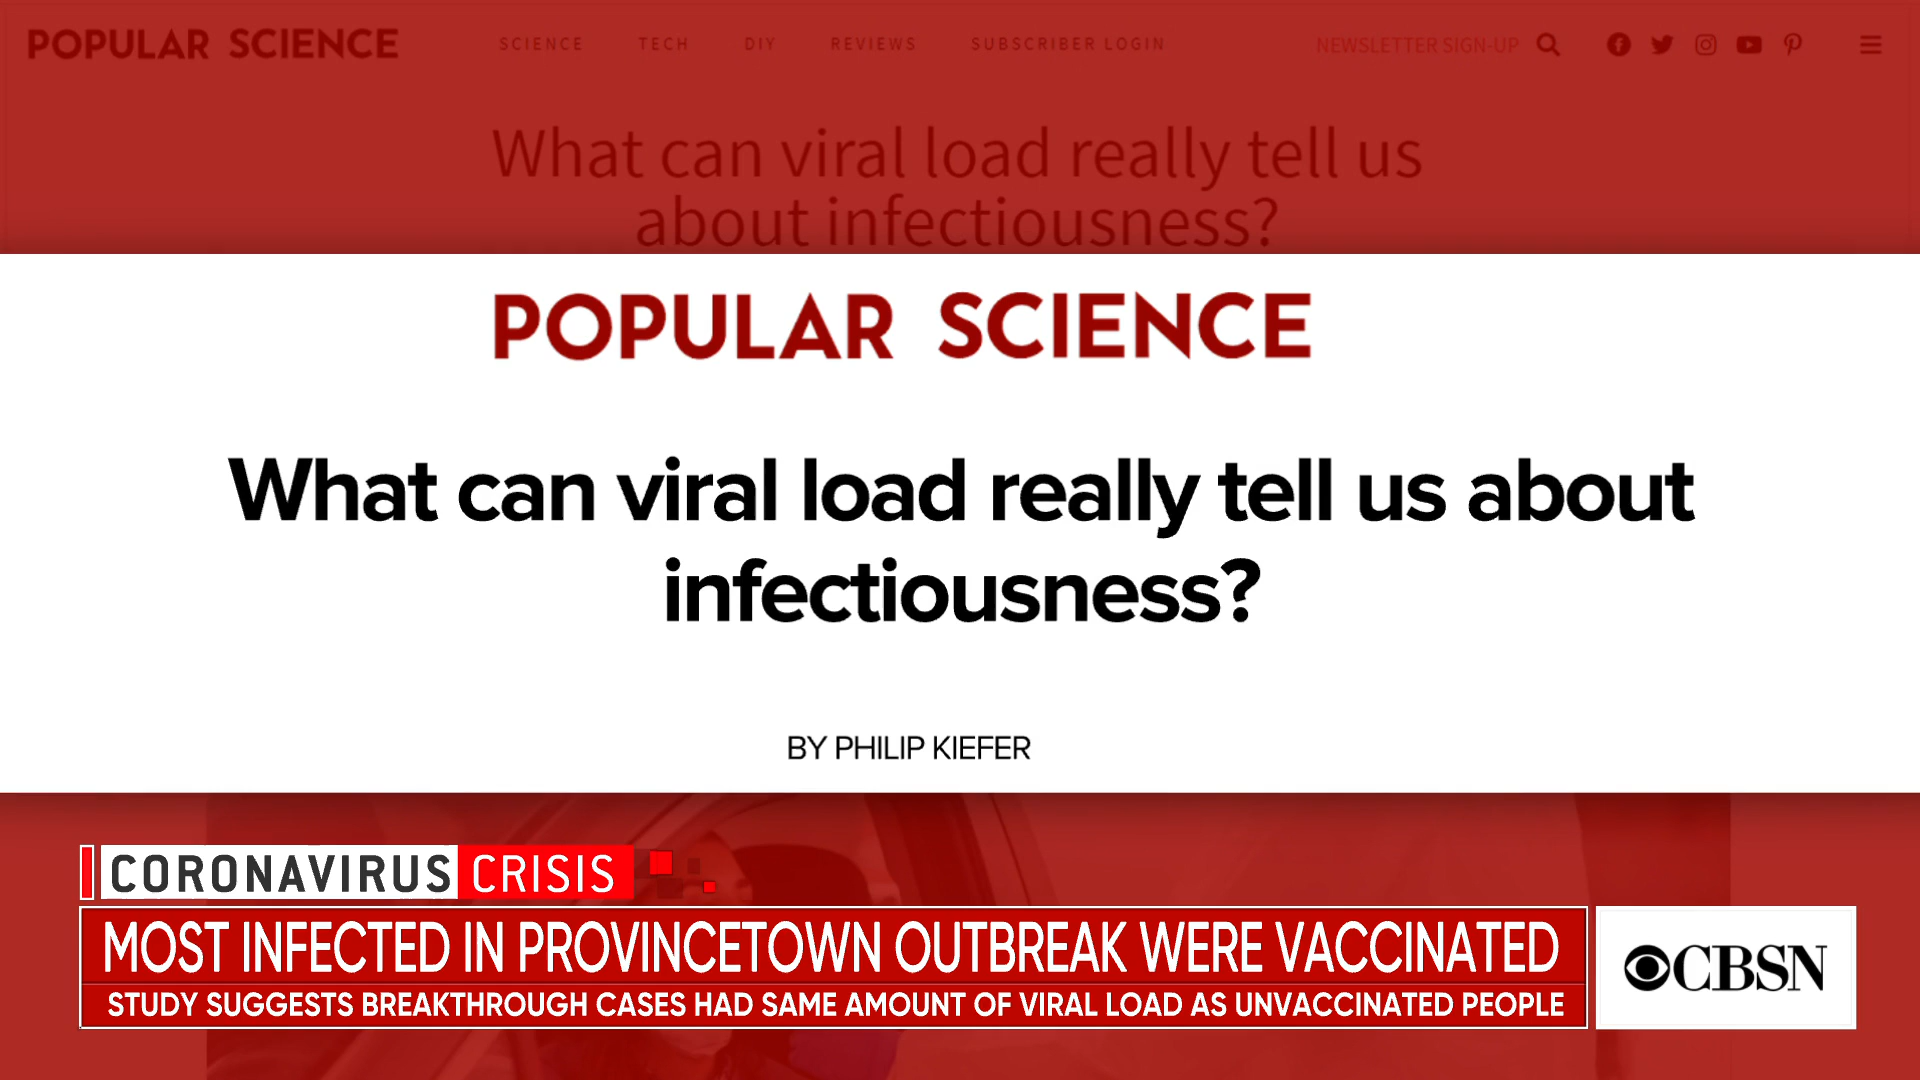 POPULAR SCIENCE SCIENCE TECH DIY REVIEWS SUBSCRIBER LOGIN NEWSLETTER SIGN-UP
What can viral load really tell us
about infectiousness?
POPULAR SCIENCE
What can viral load really tell us about
infectiousness?
BY PHILIP KIEFER
CORONAVIRUS CRISIS
MOST INFECTED IN PROVINCETOWN OUTBREAK WERE VACCINATED
STUDY SUGGESTS BREAKTHROUGH CASES HAD SAME AMOUNT OF VIRAL LOAD AS UNVACCINATED PEOPLE
CBSN